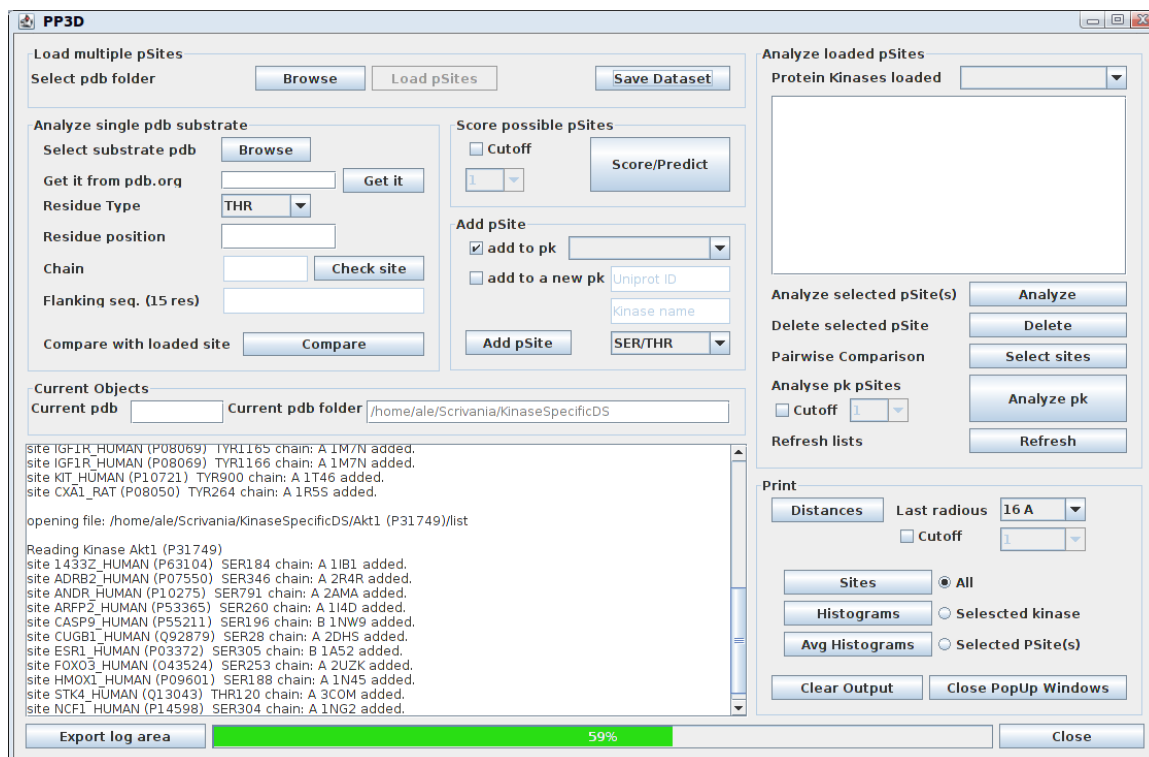 PP3D
Load multiple pSites
Select pdb folder Browse Load pSites Save Dataset
Analyze single pdb substrate
Select substrate pdb Browse
Get it from pdb.org Get it
Residue Type THR
Residue position
Chain Check site
Flanking seq. (15 res)
Compare with loaded site Compare
Score possible pSites
Cutoff
1
Score/Predict
Add pSite
add to pk
add to a new pk Uniprot ID
Kinase name
Add pSite SER/THR
Current Objects
Current pdb Current pdb folder /home/ale/Scrivania/KinaseSpecificDS
site IGF1R_HUMAN (P08069) TYR1165 chain: A 1M7N added.
site IGF1R_HUMAN (P08069) TYR1166 chain: A 1M7N added.
site KIT_HUMAN (P10721) TYR900 chain: A 1T46 added.
site CXA1_RAT (P08050) TYR264 chain: A 1R5S added.
opening file: /home/ale/Scrivania/KinaseSpecificDS/Akt1 (P31749)/list
Reading Kinase Akt1 (P31749)
site 1433Z_HUMAN (P63104) SER184 chain: A 1IB1 added.
site ADRB2_HUMAN (P07550) SER346 chain: A 2R4R added.
site ANDR_HUMAN (P10275) SER791 chain: A 2AMA added.
site ARFP2_HUMAN (P53365) SER260 chain: A 1I4D added.
site CASP9_HUMAN (P55211) SER196 chain: B 1NW9 added.
site CUGB1_HUMAN (Q92879) SER28 chain: A 2DHS added.
site ESR1_HUMAN (P03372) SER305 chain: B 1A52 added.
site FOXO3_HUMAN (O43524) SER253 chain: A 2UZK added.
site HMOX1_HUMAN (P09601) SER188 chain: A 1N45 added.
site STK4_HUMAN (Q13043) THR120 chain: A 3COM added.
site NCF1_HUMAN (P14598) SER304 chain: A 1NG2 added.
Export log area 59% Close
Analyze loaded pSites
Protein Kinases loaded
Analyze selected pSite(s) Analyze
Delete selected pSite Delete
Pairwise Comparison Select sites
Analyse pk pSites
Cutoff 1 Analyze pk
Refresh lists Refresh
Print
Distances Last radious 16 A
Cutoff 1
Sites All
Histograms Selescted kinase
Avg Histograms Selected PSite(s)
Clear Output Close PopUp Windows